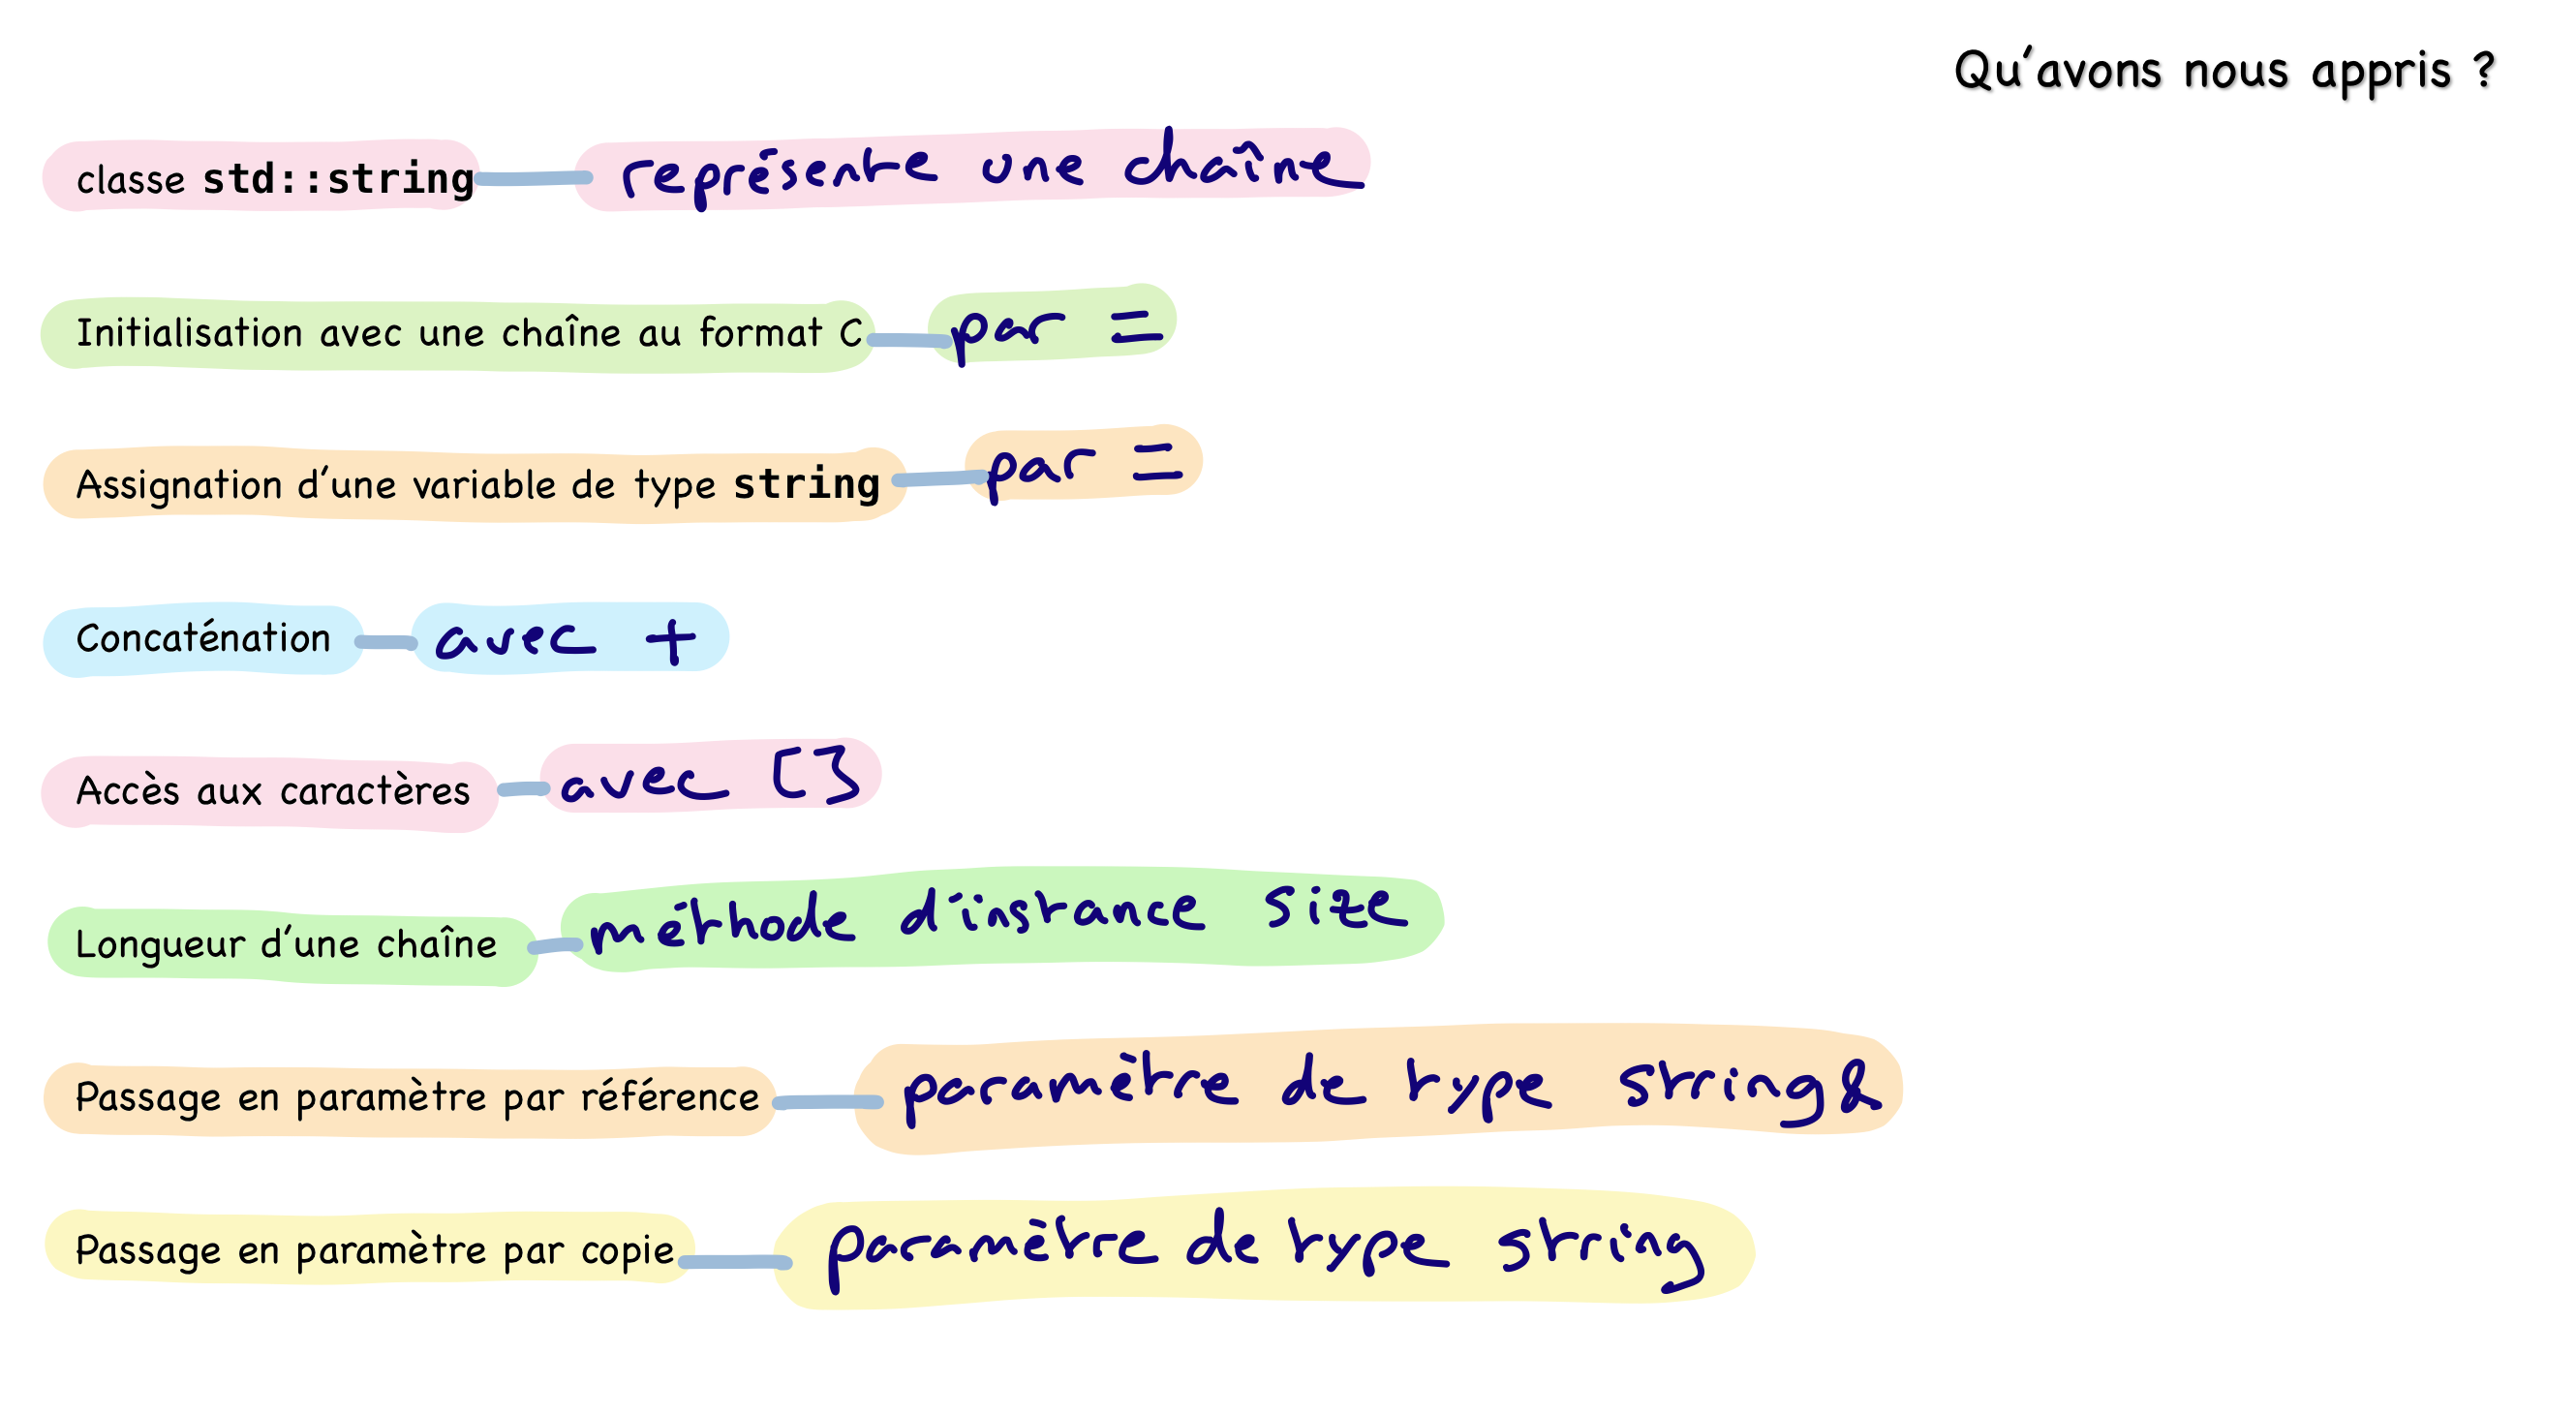 Qu'avons nous appris ?
classe std::string représente une chaîne
Initialisation avec une chaîne au format C par =
Assignation d'une variable de type string par =
Concaténation avec +
Accès aux caractères avec []
Longueur d'une chaîne méthode d'instance size
Passage en paramètre par référence paramètre de type string&
Passage en paramètre par copie paramètre de type string